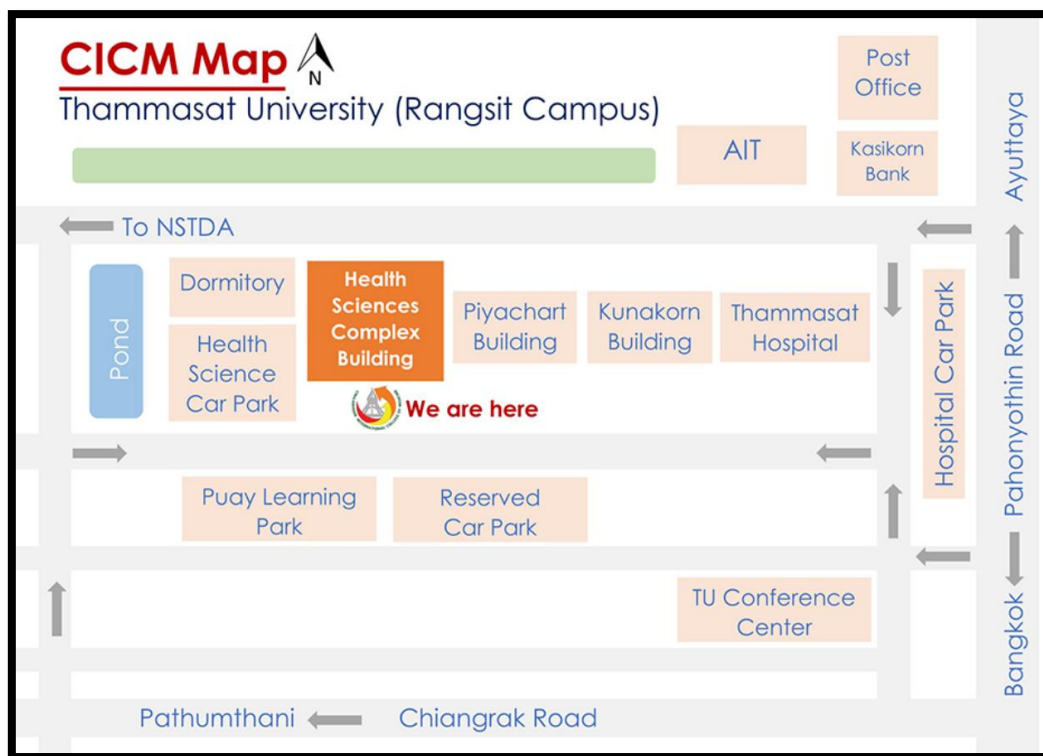 CICM Map
N
Thammasat University (Rangsit Campus)
Post
Office
AIT
Kasikorn
Bank
Ayuttaya
To NSTDA
Pond
Dormitory
Health
Science
Car Park
Health
Sciences
Complex
Building
We are here
Piyachart
Building
Kunakorn
Building
Thammasat
Hospital
Hospital Car Park
Pahonyothin Road
Puay Learning
Park
Reserved
Car Park
TU Conference
Center
Bangkok
Pathumthani
Chiangrak Road